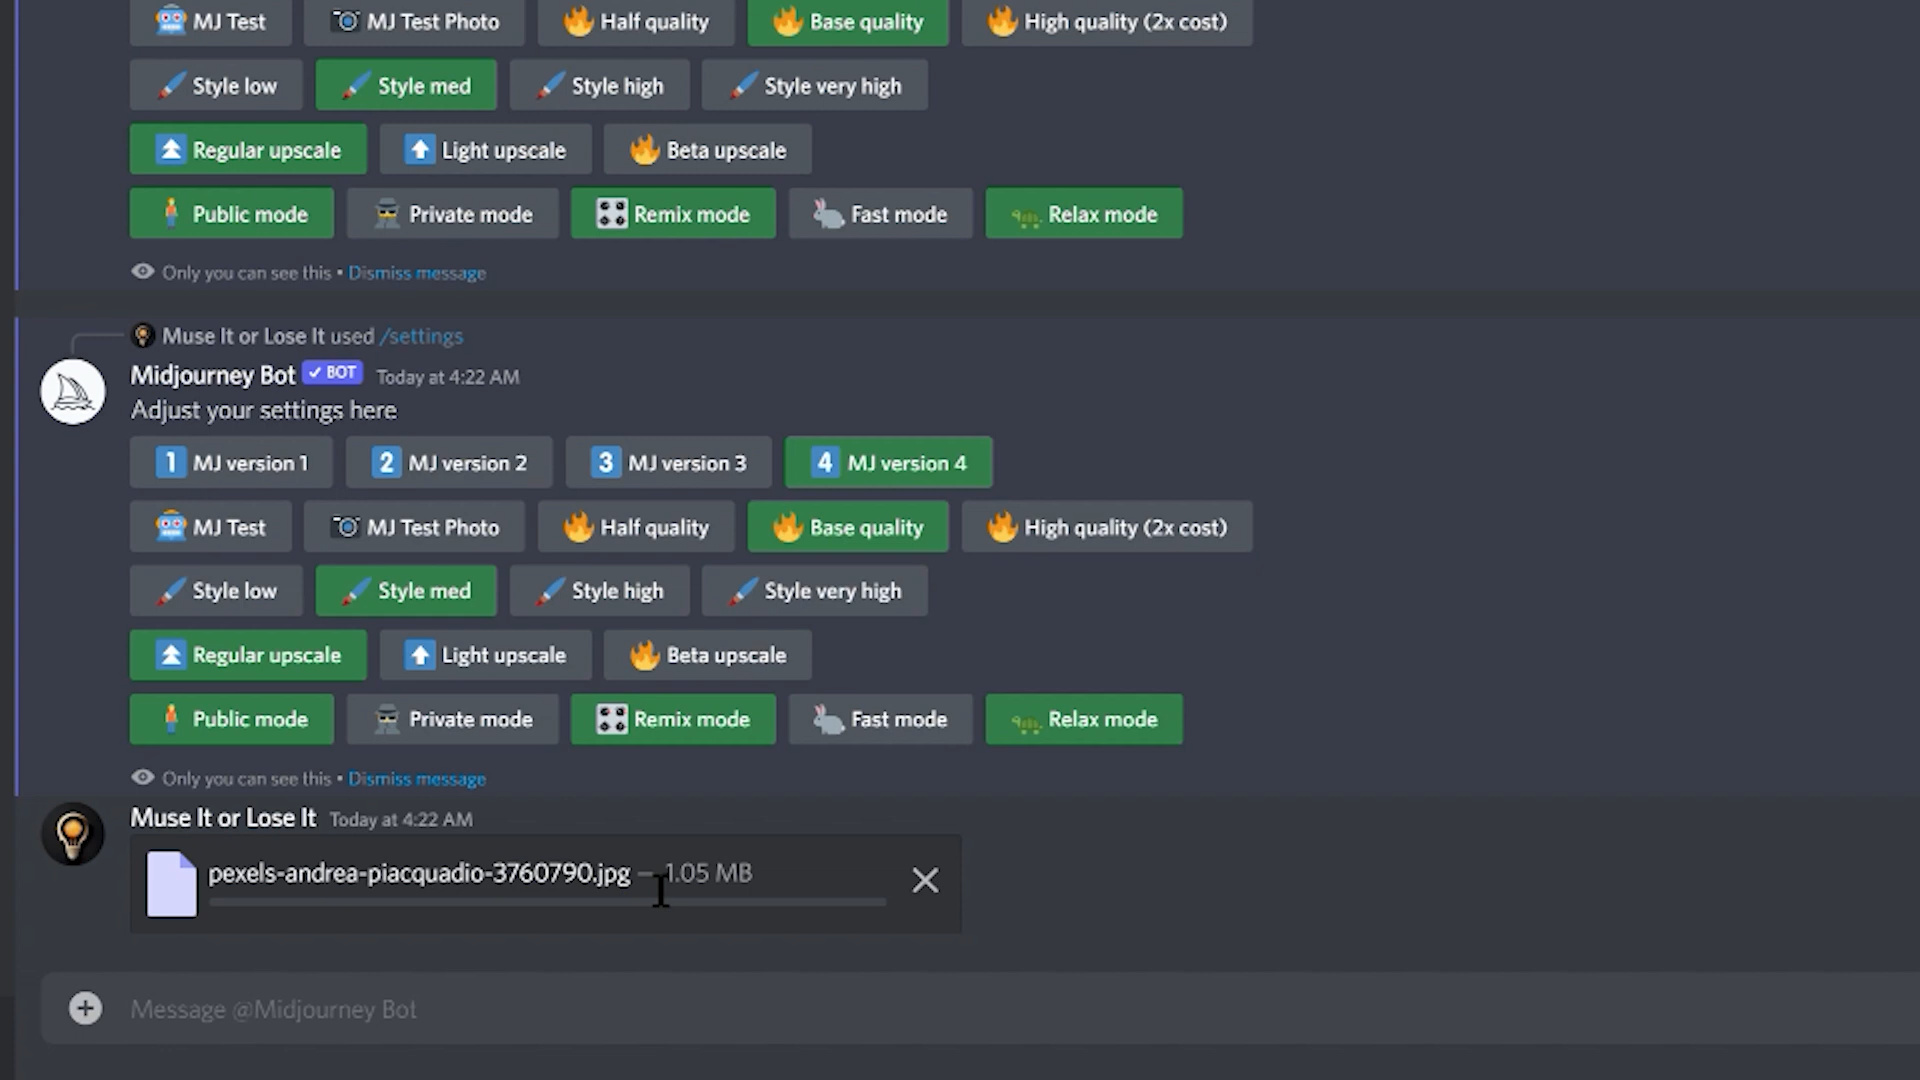 MJ Test MJ Test Photo Half quality Base quality High quality (2x cost)
Style low Style med Style high Style very high
Regular upscale Light upscale Beta upscale
Public mode Private mode Remix mode Fast mode Relax mode
Only you can see this • Dismiss message
Muse It or Lose It used /settings
Midjourney Bot ✓ BOT Today at 4:22 AM
Adjust your settings here
1 MJ version 1 2 MJ version 2 3 MJ version 3 4 MJ version 4
MJ Test MJ Test Photo Half quality Base quality High quality (2x cost)
Style low Style med Style high Style very high
Regular upscale Light upscale Beta upscale
Public mode Private mode Remix mode Fast mode Relax mode
Only you can see this • Dismiss message
Muse It or Lose It Today at 4:22 AM
pexels-andrea-piacquadio-3760790.jpg — 1.05 MB
Message @Midjourney Bot